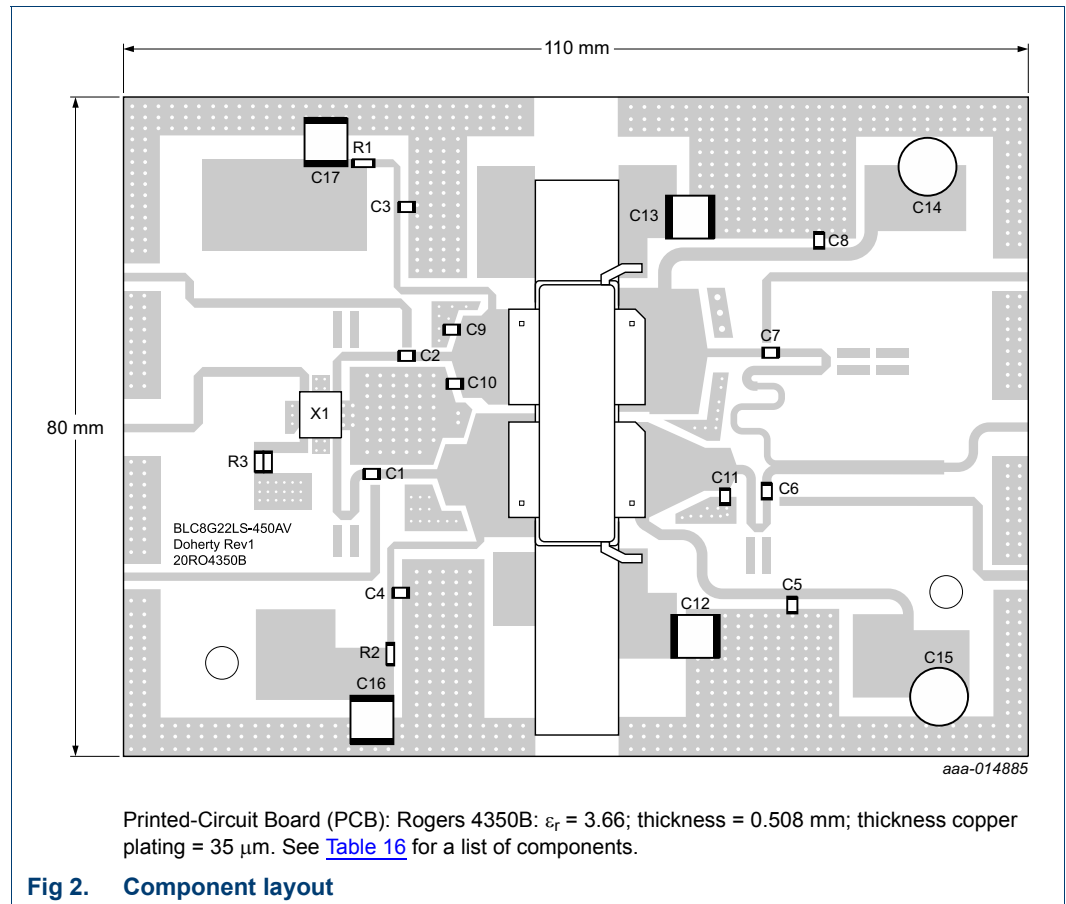 110 mm
80 mm
C17
R1
C3
C13
C14
C8
C9
C2
C7
C10
X1
R3
C1
C11
C6
BLC8G22LS-450AV
Doherty Rev1
20RO4350B
C4
C5
R2
C12
C16
C15
aaa-014885
Printed-Circuit Board (PCB): Rogers 4350B: εr = 3.66; thickness = 0.508 mm; thickness copper
plating = 35 μm. See Table 16 for a list of components.
Fig 2. Component layout